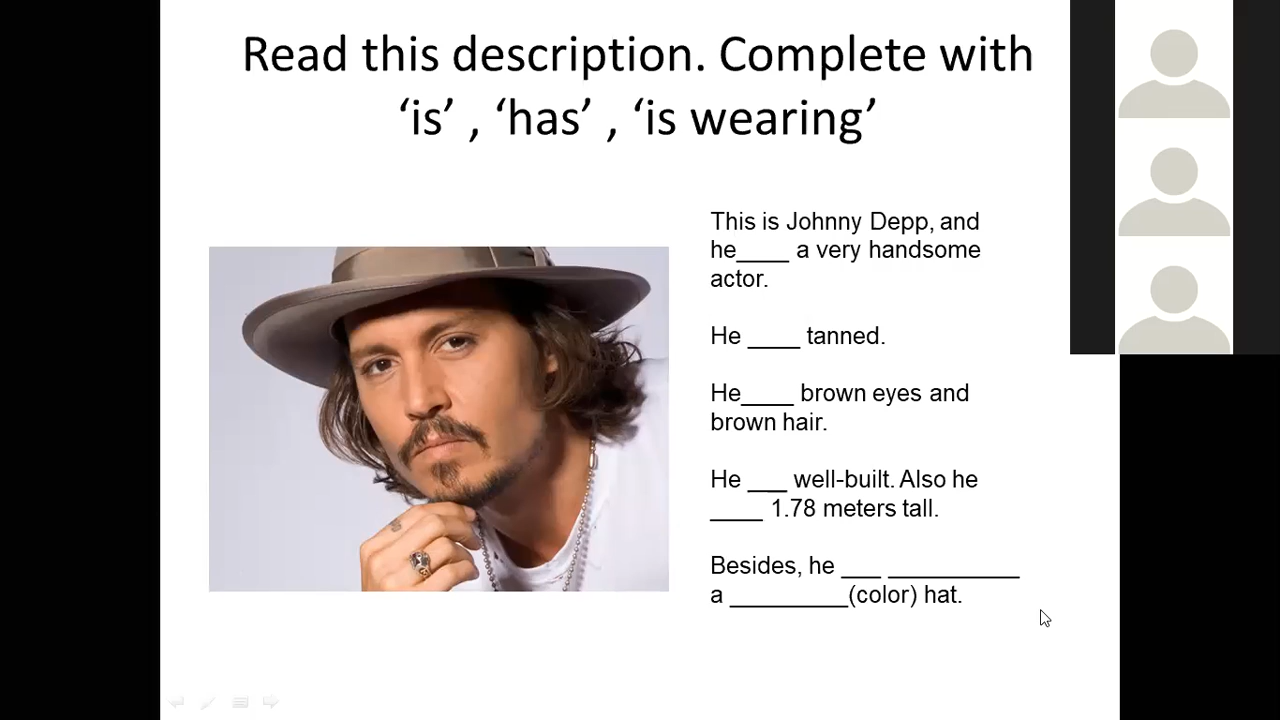 Read this description. Complete with
‘is’ , ‘has’ , ‘is wearing’
This is Johnny Depp, and
he____ a very handsome
actor.
He ____ tanned.
He____ brown eyes and
brown hair.
He ___ well-built. Also he
____ 1.78 meters tall.
Besides, he ___ __________
a _________(color) hat.